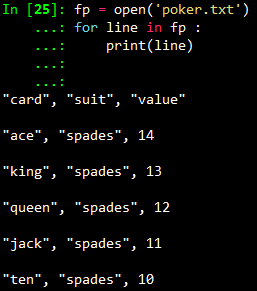 In [25]: fp = open('poker.txt')
    ...: for line in fp :
    ...:     print(line)
    ...:
    ...:
"card", "suit", "value"
"ace", "spades", 14
"king", "spades", 13
"queen", "spades", 12
"jack", "spades", 11
"ten", "spades", 10